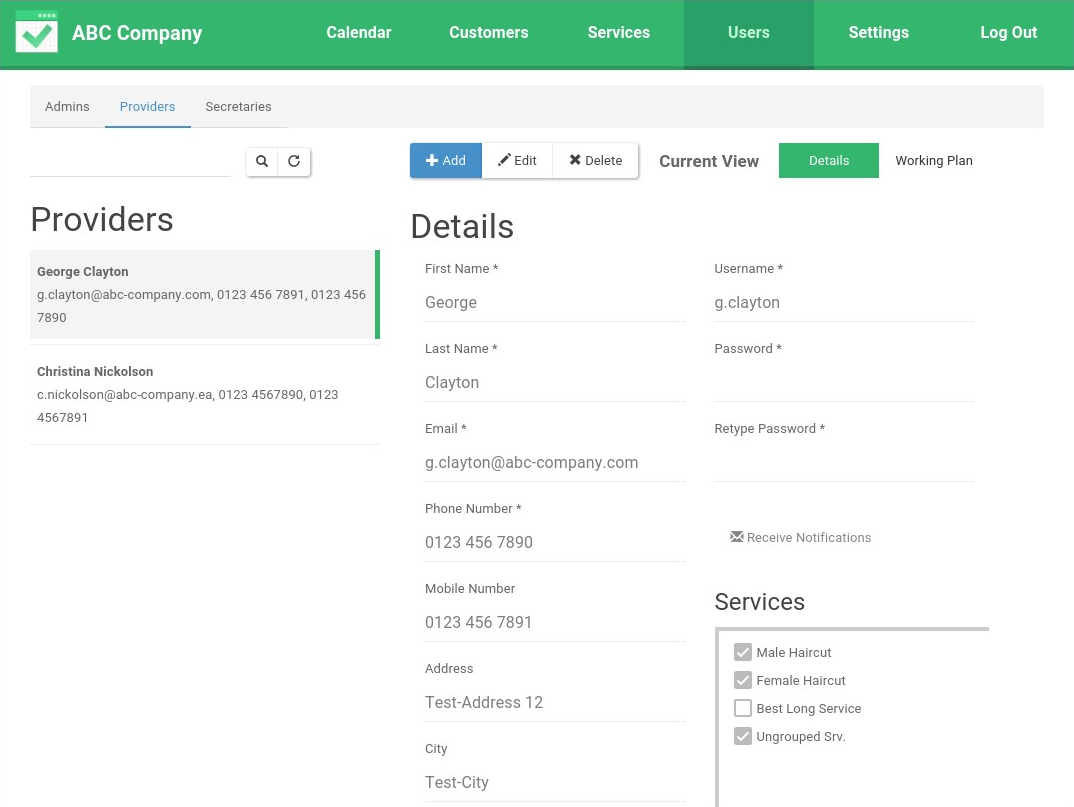 ABC Company
Calendar
Customers
Services
Users
Settings
Log Out
Admins
Providers
Secretaries
Add
Edit
Delete
Current View
Details
Working Plan
Providers
George Clayton
g.clayton@abc-company.com, 0123 456 7891, 0123 456
7890
Christina Nickolson
c.nickolson@abc-company.ea, 0123 4567890, 0123
4567891
Details
First Name *
George
Last Name *
Clayton
Email *
g.clayton@abc-company.com
Phone Number *
0123 456 7890
Mobile Number
0123 456 7891
Address
Test-Address 12
City
Test-City
Username *
g.clayton
Password *
Retype Password *
Receive Notifications
Services
Male Haircut
Female Haircut
Best Long Service
Ungrouped Srv.